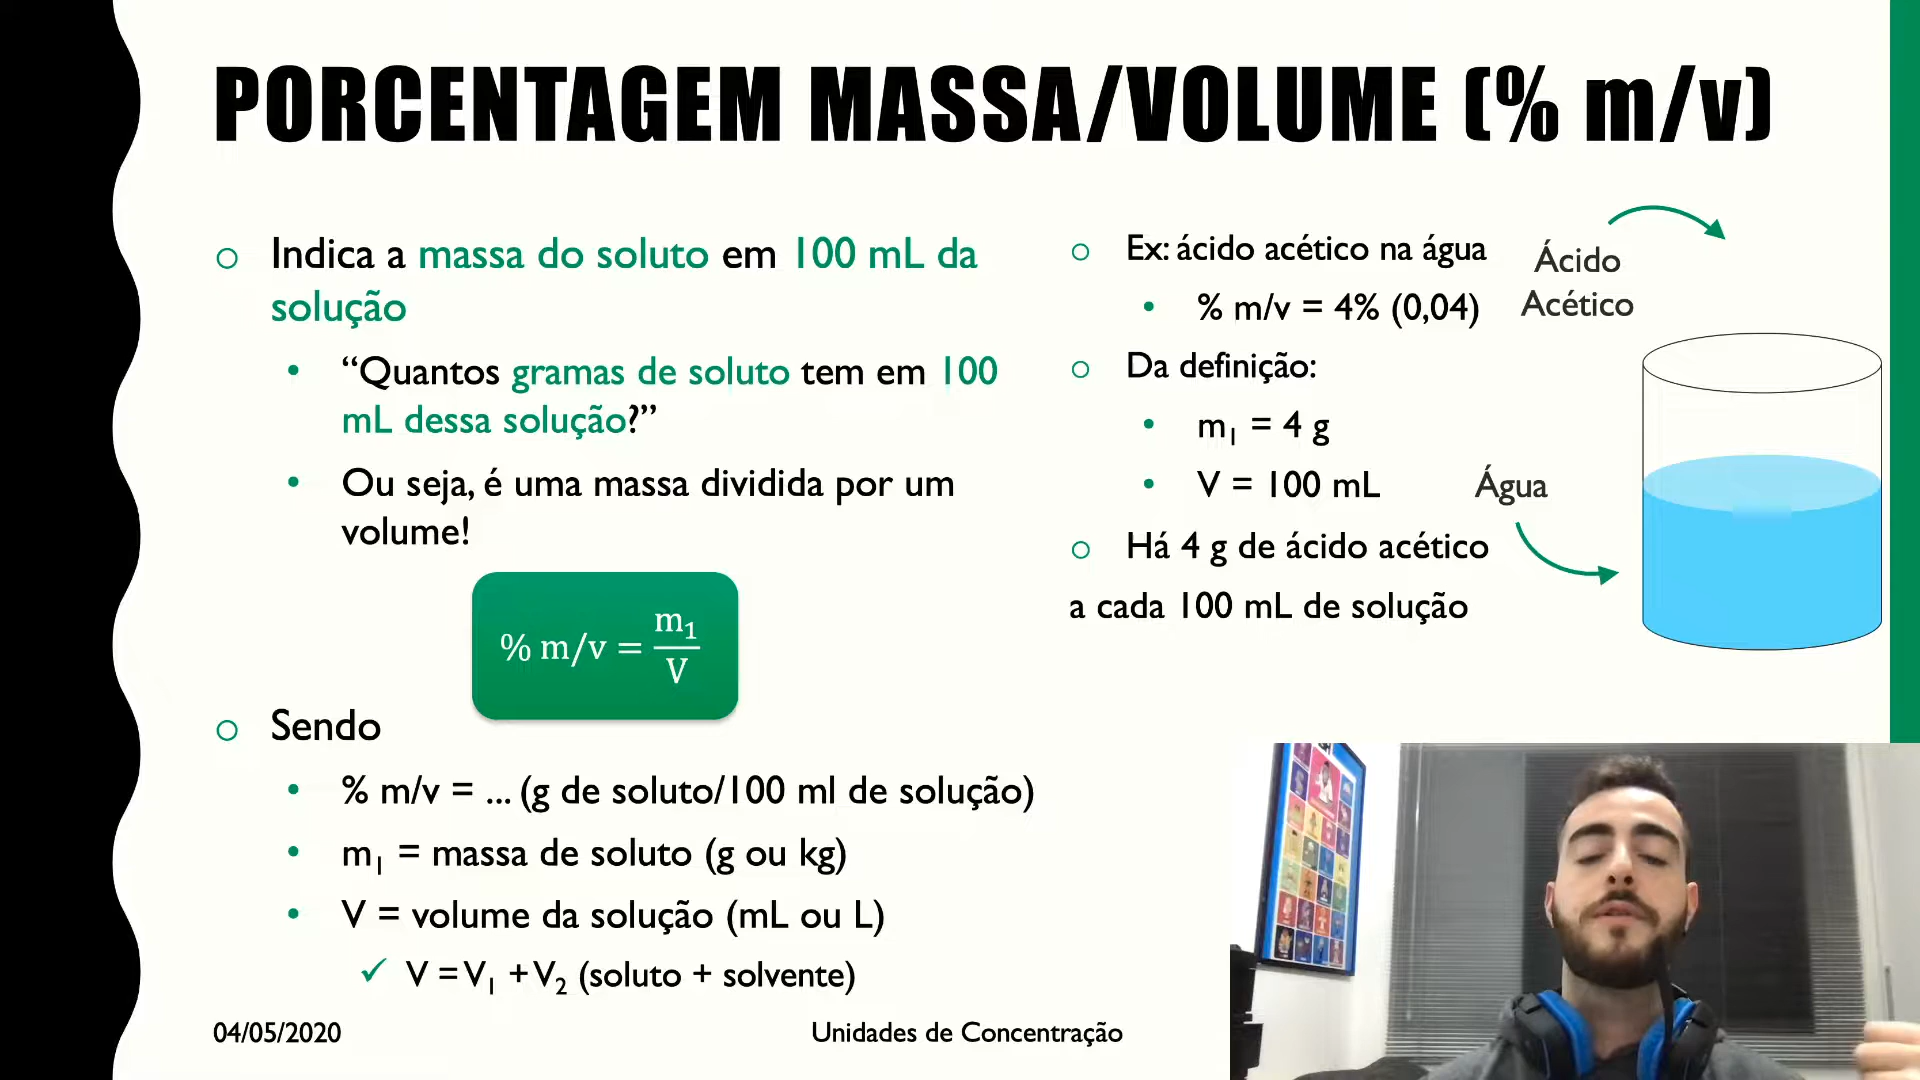 PORCENTAGEM MASSA/VOLUME (% m/v)
○ Indica a massa do soluto em 100 mL da
solução
• “Quantos gramas de soluto tem em 100
mL dessa solução?”
• Ou seja, é uma massa dividida por um
volume!
% m/v = m₁/V
○ Sendo
• % m/v = ... (g de soluto/100 ml de solução)
• m₁ = massa de soluto (g ou kg)
• V = volume da solução (mL ou L)
✓ V = V₁ + V₂ (soluto + solvente)
○ Ex: ácido acético na água
• % m/v = 4% (0,04)
○ Da definição:
• m₁ = 4 g
• V = 100 mL
○ Há 4 g de ácido acético
a cada 100 mL de solução
Ácido
Acético
Água
04/05/2020
Unidades de Concentração